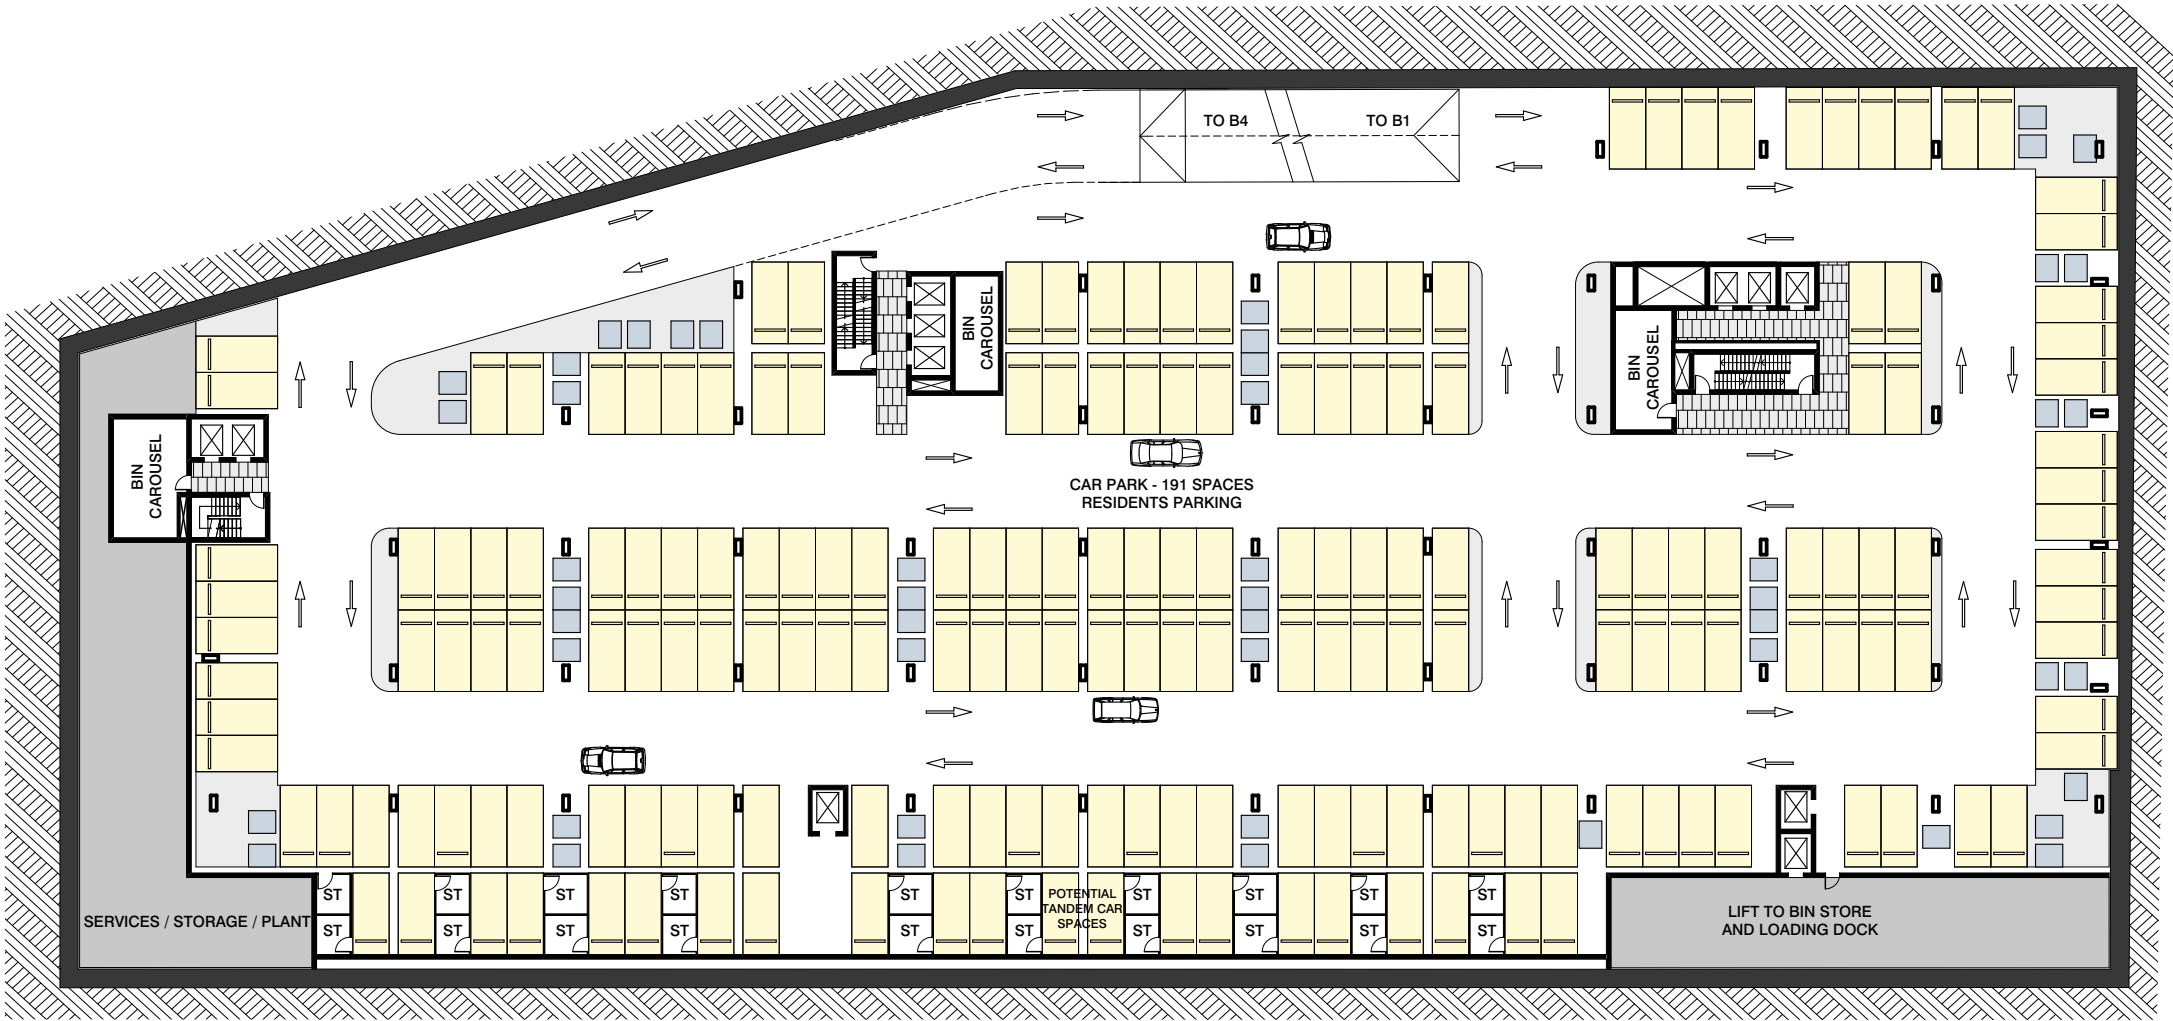 TO B4
TO B1
BIN
CAROUSEL
BIN
CAROUSEL
BIN
CAROUSEL
CAR PARK - 191 SPACES
RESIDENTS PARKING
SERVICES / STORAGE / PLANT
ST
ST
ST
ST
ST
ST
ST
ST
POTENTIAL
TANDEM CAR
SPACES
ST
ST
ST
ST
ST
ST
ST
ST
ST
ST
ST
ST
LIFT TO BIN STORE
AND LOADING DOCK